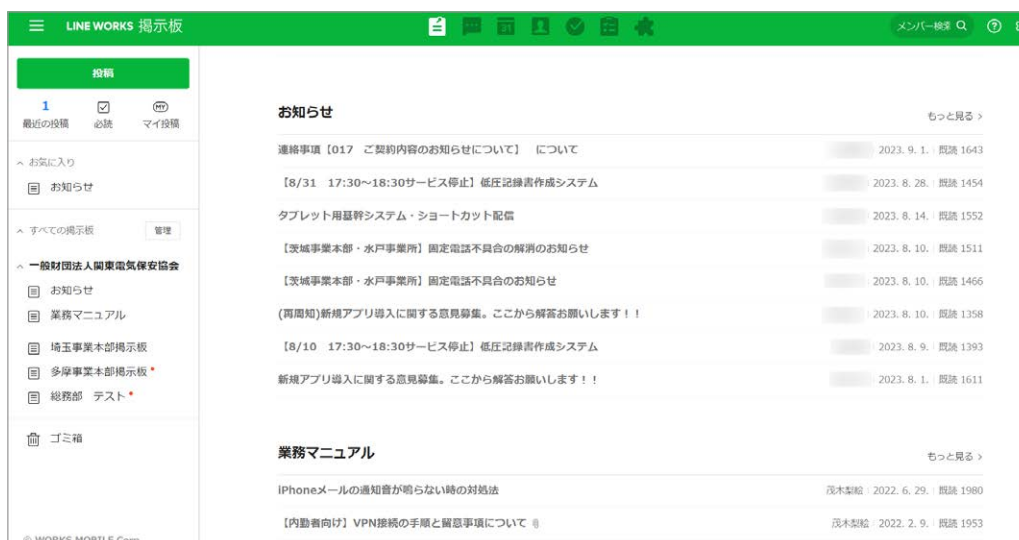 LINE WORKS 掲示板
31
メンバー検索
?
投稿
1
MY
最近の投稿
必読
マイ投稿
お気に入り
お知らせ
すべての掲示板
管理
一般財団法人関東電気保安協会
お知らせ
業務マニュアル
埼玉事業本部掲示板
多摩事業本部掲示板
総務部 テスト
ゴミ箱
© WORKS MOBILE Corp.
お知らせ
もっと見る >
連絡事項【017 ご契約内容のお知らせについて】 について 2023. 9. 1. 既読 1643
【8/31 17:30~18:30サービス停止】低圧記録書作成システム 2023. 8. 28. 既読 1454
タブレット用基幹システム・ショートカット配信 2023. 8. 14. 既読 1552
【茨城事業本部・水戸事業所】固定電話不具合の解消のお知らせ 2023. 8. 10. 既読 1511
【茨城事業本部・水戸事業所】固定電話不具合のお知らせ 2023. 8. 10. 既読 1466
(再周知)新規アプリ導入に関する意見募集。ここから解答お願いします！！ 2023. 8. 10. 既読 1358
【8/10 17:30~18:30サービス停止】低圧記録書作成システム 2023. 8. 9. 既読 1393
新規アプリ導入に関する意見募集。ここから解答お願いします！！ 2023. 8. 1. 既読 1611
業務マニュアル
もっと見る >
iPhoneメールの通知音が鳴らない時の対処法 茂木梨絵 2022. 6. 29. 既読 1980
【内勤者向け】VPN接続の手順と留意事項について 茂木梨絵 2022. 2. 9. 既読 1953